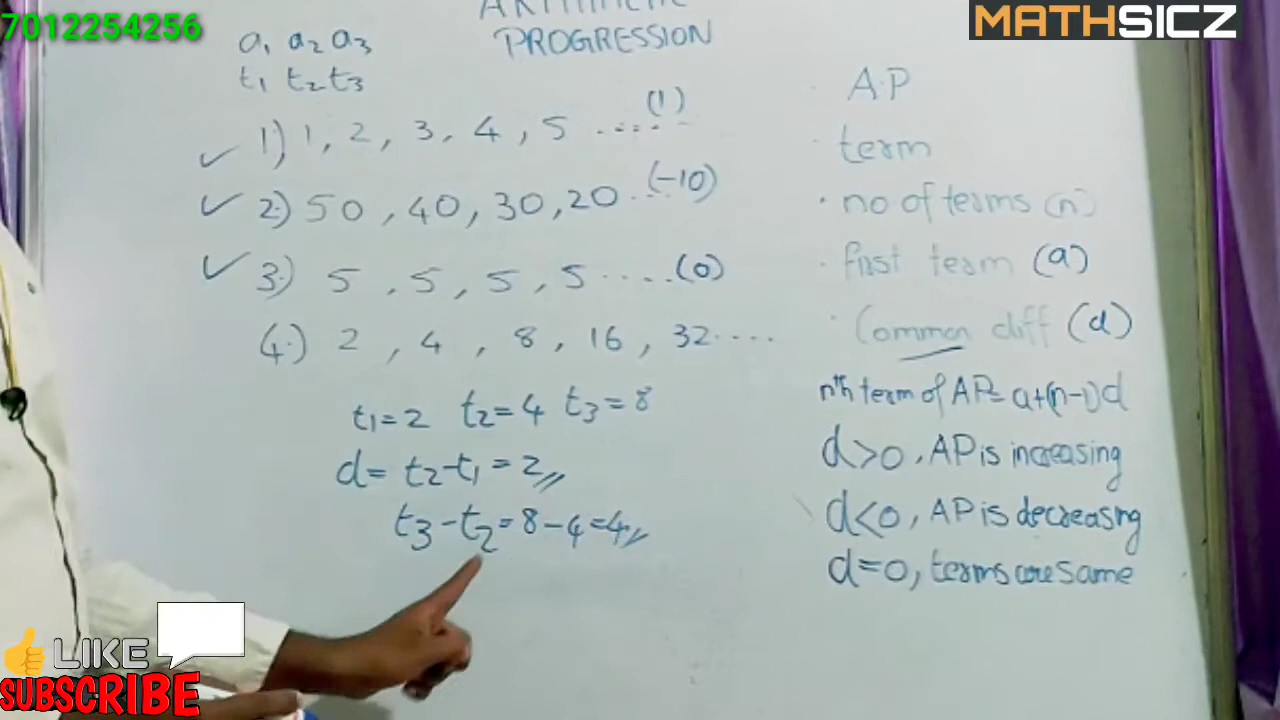 7012254256
MATHSICZ
ARITHMETIC
PROGRESSION
a1 a2 a3
t1 t2 t3
1) 1, 2, 3, 4, 5 ...... (1)
2) 50, 40, 30, 20 .... (-10)
3) 5, 5, 5, 5 ..... (0)
(4.) 2, 4, 8, 16, 32 .....
t1=2 t2=4 t3=8
d= t2-t1=2//
t3-t2=8-4=4//
A.P
· term
· no of terms (n)
· first term (a)
· Common diff (d)
nth term of AP= a+(n-1)d
d>0, AP is increasing
d<0, AP is decreasing
d=0, terms are same
LIKE
SUBSCRIBE